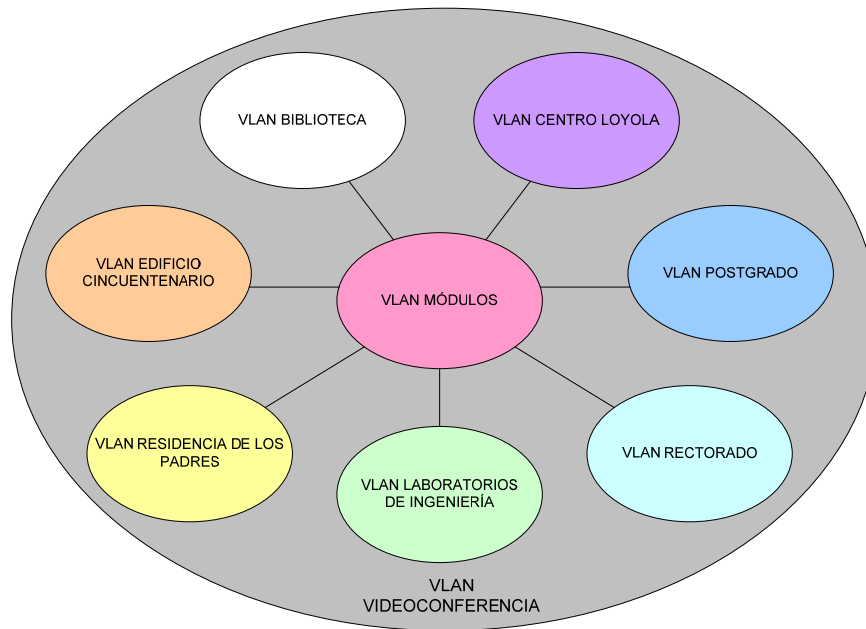 VLAN BIBLIOTECA
VLAN CENTRO LOYOLA
VLAN EDIFICIO
CINCUENTENARIO
VLAN POSTGRADO
VLAN MÓDULOS
VLAN RESIDENCIA DE LOS
PADRES
VLAN RECTORADO
VLAN LABORATORIOS
DE INGENIERÍA
VLAN
VIDEOCONFERENCIA